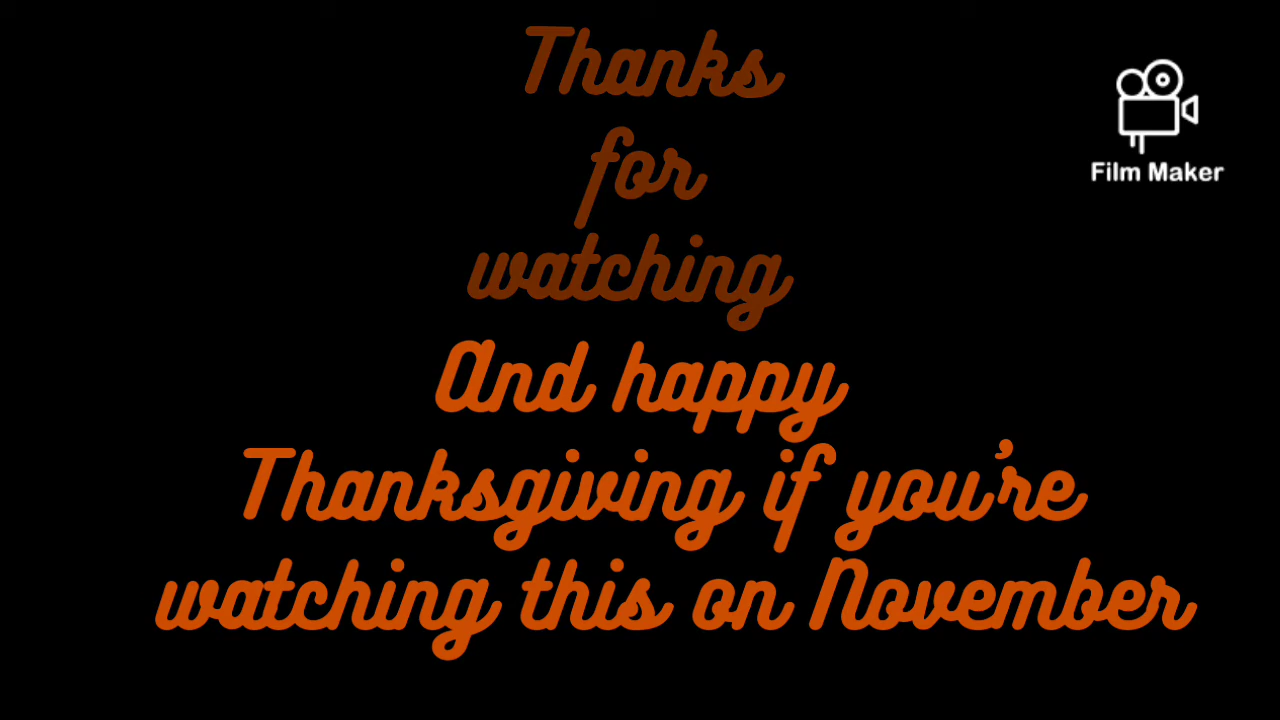 Thanks
for
watching
And happy
Thanksgiving if you're
watching this on November
Film Maker